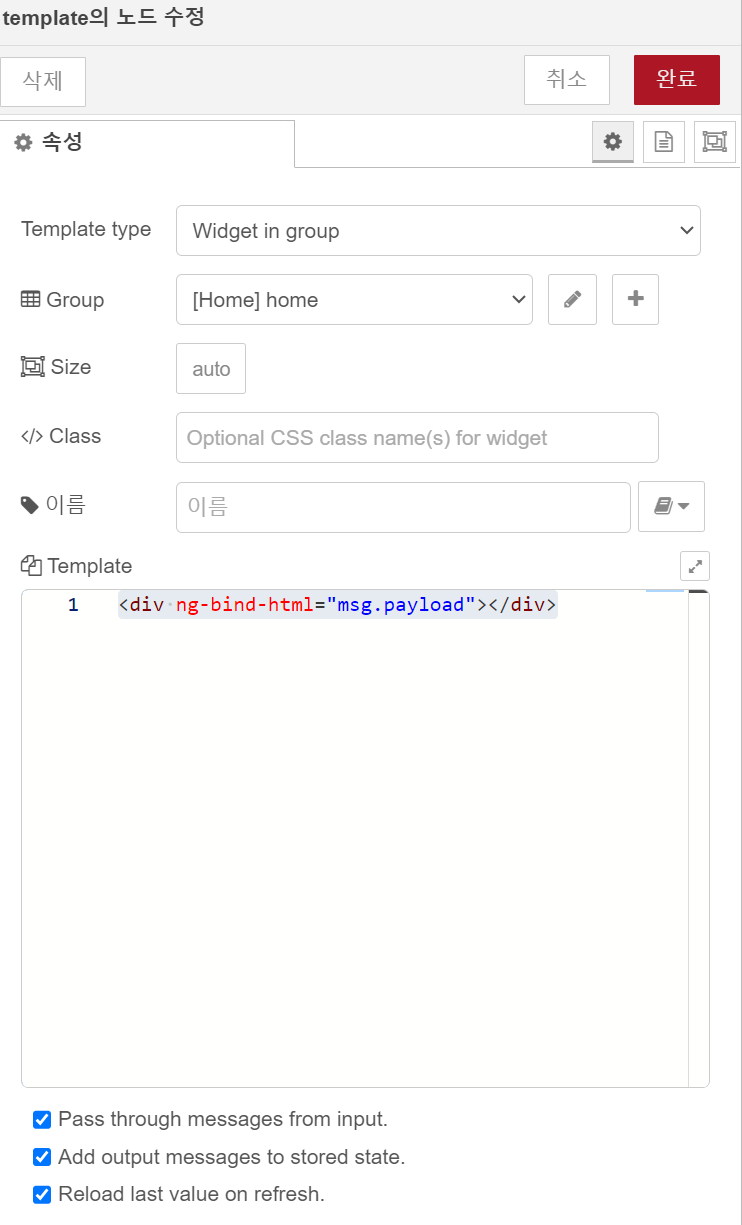 template의 노드 수정
삭제
취소
완료
속성
Template type
Widget in group
Group
[Home] home
Size
auto
</> Class
Optional CSS class name(s) for widget
이름
이름
Template
1 <div ng-bind-html="msg.payload"></div>
Pass through messages from input.
Add output messages to stored state.
Reload last value on refresh.